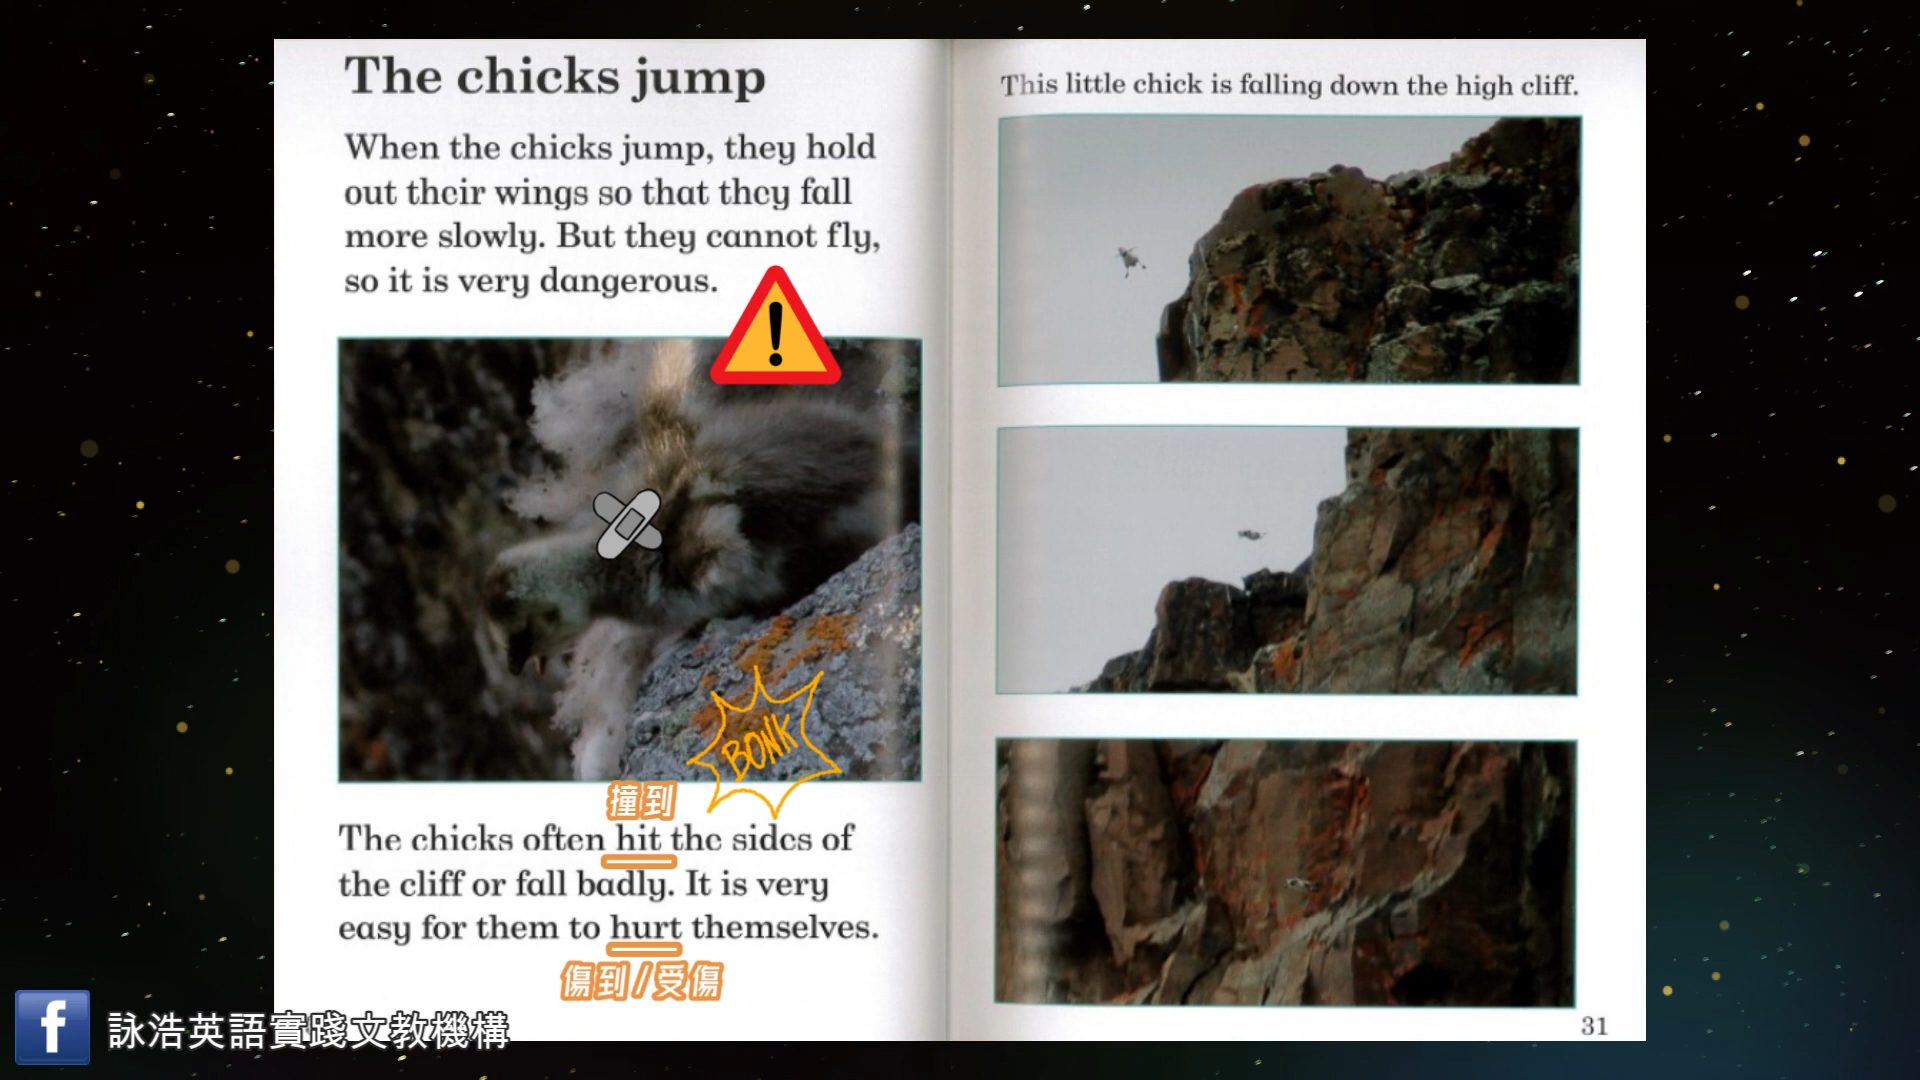 The chicks jump
When the chicks jump, they hold
out their wings so that they fall
more slowly. But they cannot fly,
so it is very dangerous.
BONK
撞到
The chicks often hit the sides of
the cliff or fall badly. It is very
easy for them to hurt themselves.
傷到/受傷
This little chick is falling down the high cliff.
31
f 詠浩英語實踐文教機構